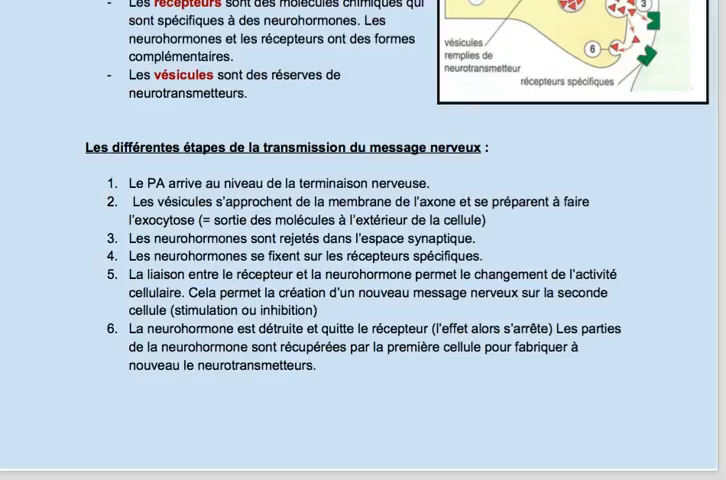 - Les récepteurs sont des molécules chimiques qui
sont spécifiques à des neurohormones. Les
neurohormones et les récepteurs ont des formes
complémentaires.
- Les vésicules sont des réserves de
neurotransmetteurs.
3
6
vésicules
remplies de
neurotransmetteur
récepteurs spécifiques
Les différentes étapes de la transmission du message nerveux :
1. Le PA arrive au niveau de la terminaison nerveuse.
2. Les vésicules s’approchent de la membrane de l’axone et se préparent à faire
l’exocytose (= sortie des molécules à l’extérieur de la cellule)
3. Les neurohormones sont rejetés dans l’espace synaptique.
4. Les neurohormones se fixent sur les récepteurs spécifiques.
5. La liaison entre le récepteur et la neurohormone permet le changement de l’activité
cellulaire. Cela permet la création d’un nouveau message nerveux sur la seconde
cellule (stimulation ou inhibition)
6. La neurohormone est détruite et quitte le récepteur (l’effet alors s’arrête) Les parties
de la neurohormone sont récupérées par la première cellule pour fabriquer à
nouveau le neurotransmetteurs.